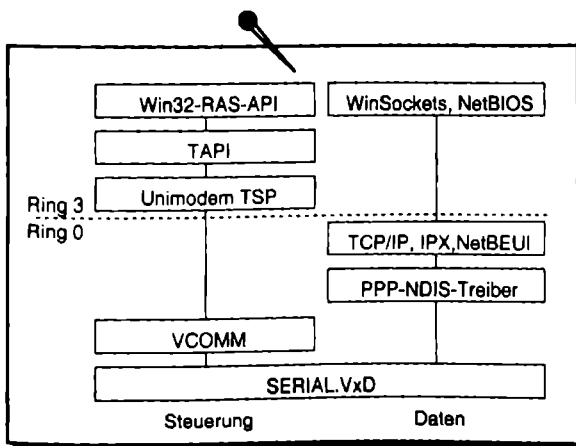 Win32-RAS-API
WinSockets, NetBIOS
TAPI
Unimodem TSP
Ring 3
Ring 0
TCP/IP, IPX,NetBEUI
PPP-NDIS-Treiber
VCOMM
SERIAL.VxD
Steuerung
Daten